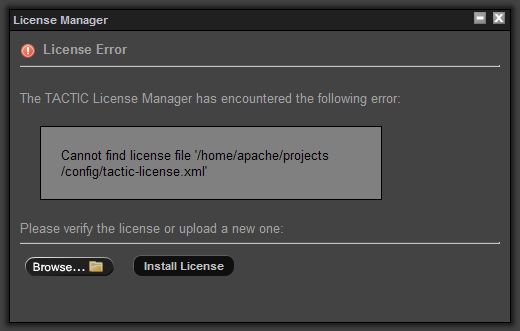 License Manager
License Error
The TACTIC License Manager has encountered the following error:
Cannot find license file '/home/apache/projects
/config/tactic-license.xml'
Please verify the license or upload a new one:
Browse... Install License